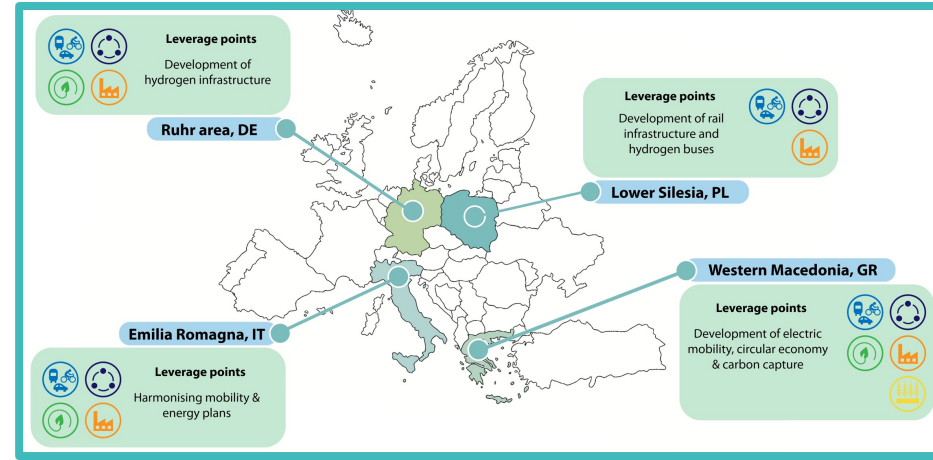 Leverage points
Development of
hydrogen infrastructure
Ruhr area, DE
Leverage points
Development of rail
infrastructure and
hydrogen buses
Lower Silesia, PL
Western Macedonia, GR
Leverage points
Development of electric
mobility, circular economy
& carbon capture
Emilia Romagna, IT
Leverage points
Harmonising mobility &
energy plans